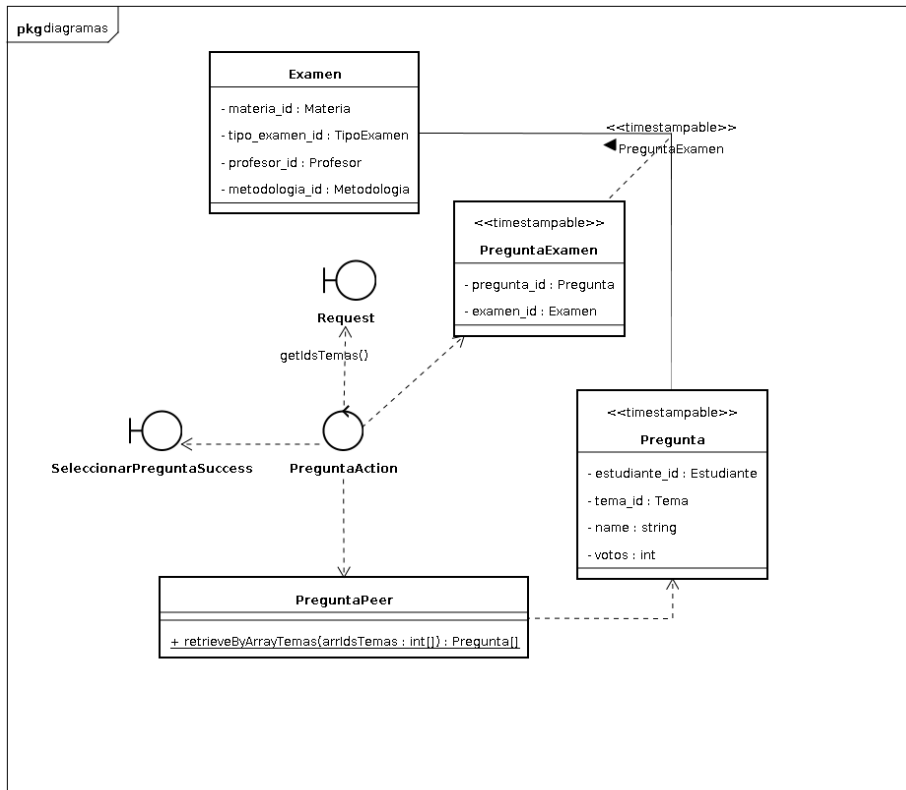 pkg diagramas
Examen
- materia_id : Materia
- tipo_examen_id : TipoExamen
- profesor_id : Profesor
- metodologia_id : Metodologia
<<timestampable>>
PreguntaExamen
<<timestampable>>
PreguntaExamen
- pregunta_id : Pregunta
- examen_id : Examen
Request
getIdsTemas()
SeleccionarPreguntaSuccess
PreguntaAction
<<timestampable>>
Pregunta
- estudiante_id : Estudiante
- tema_id : Tema
- name : string
- votos : int
PreguntaPeer
+ retrieveByArrayTemas(arrIdsTemas : int[]) : Pregunta[]